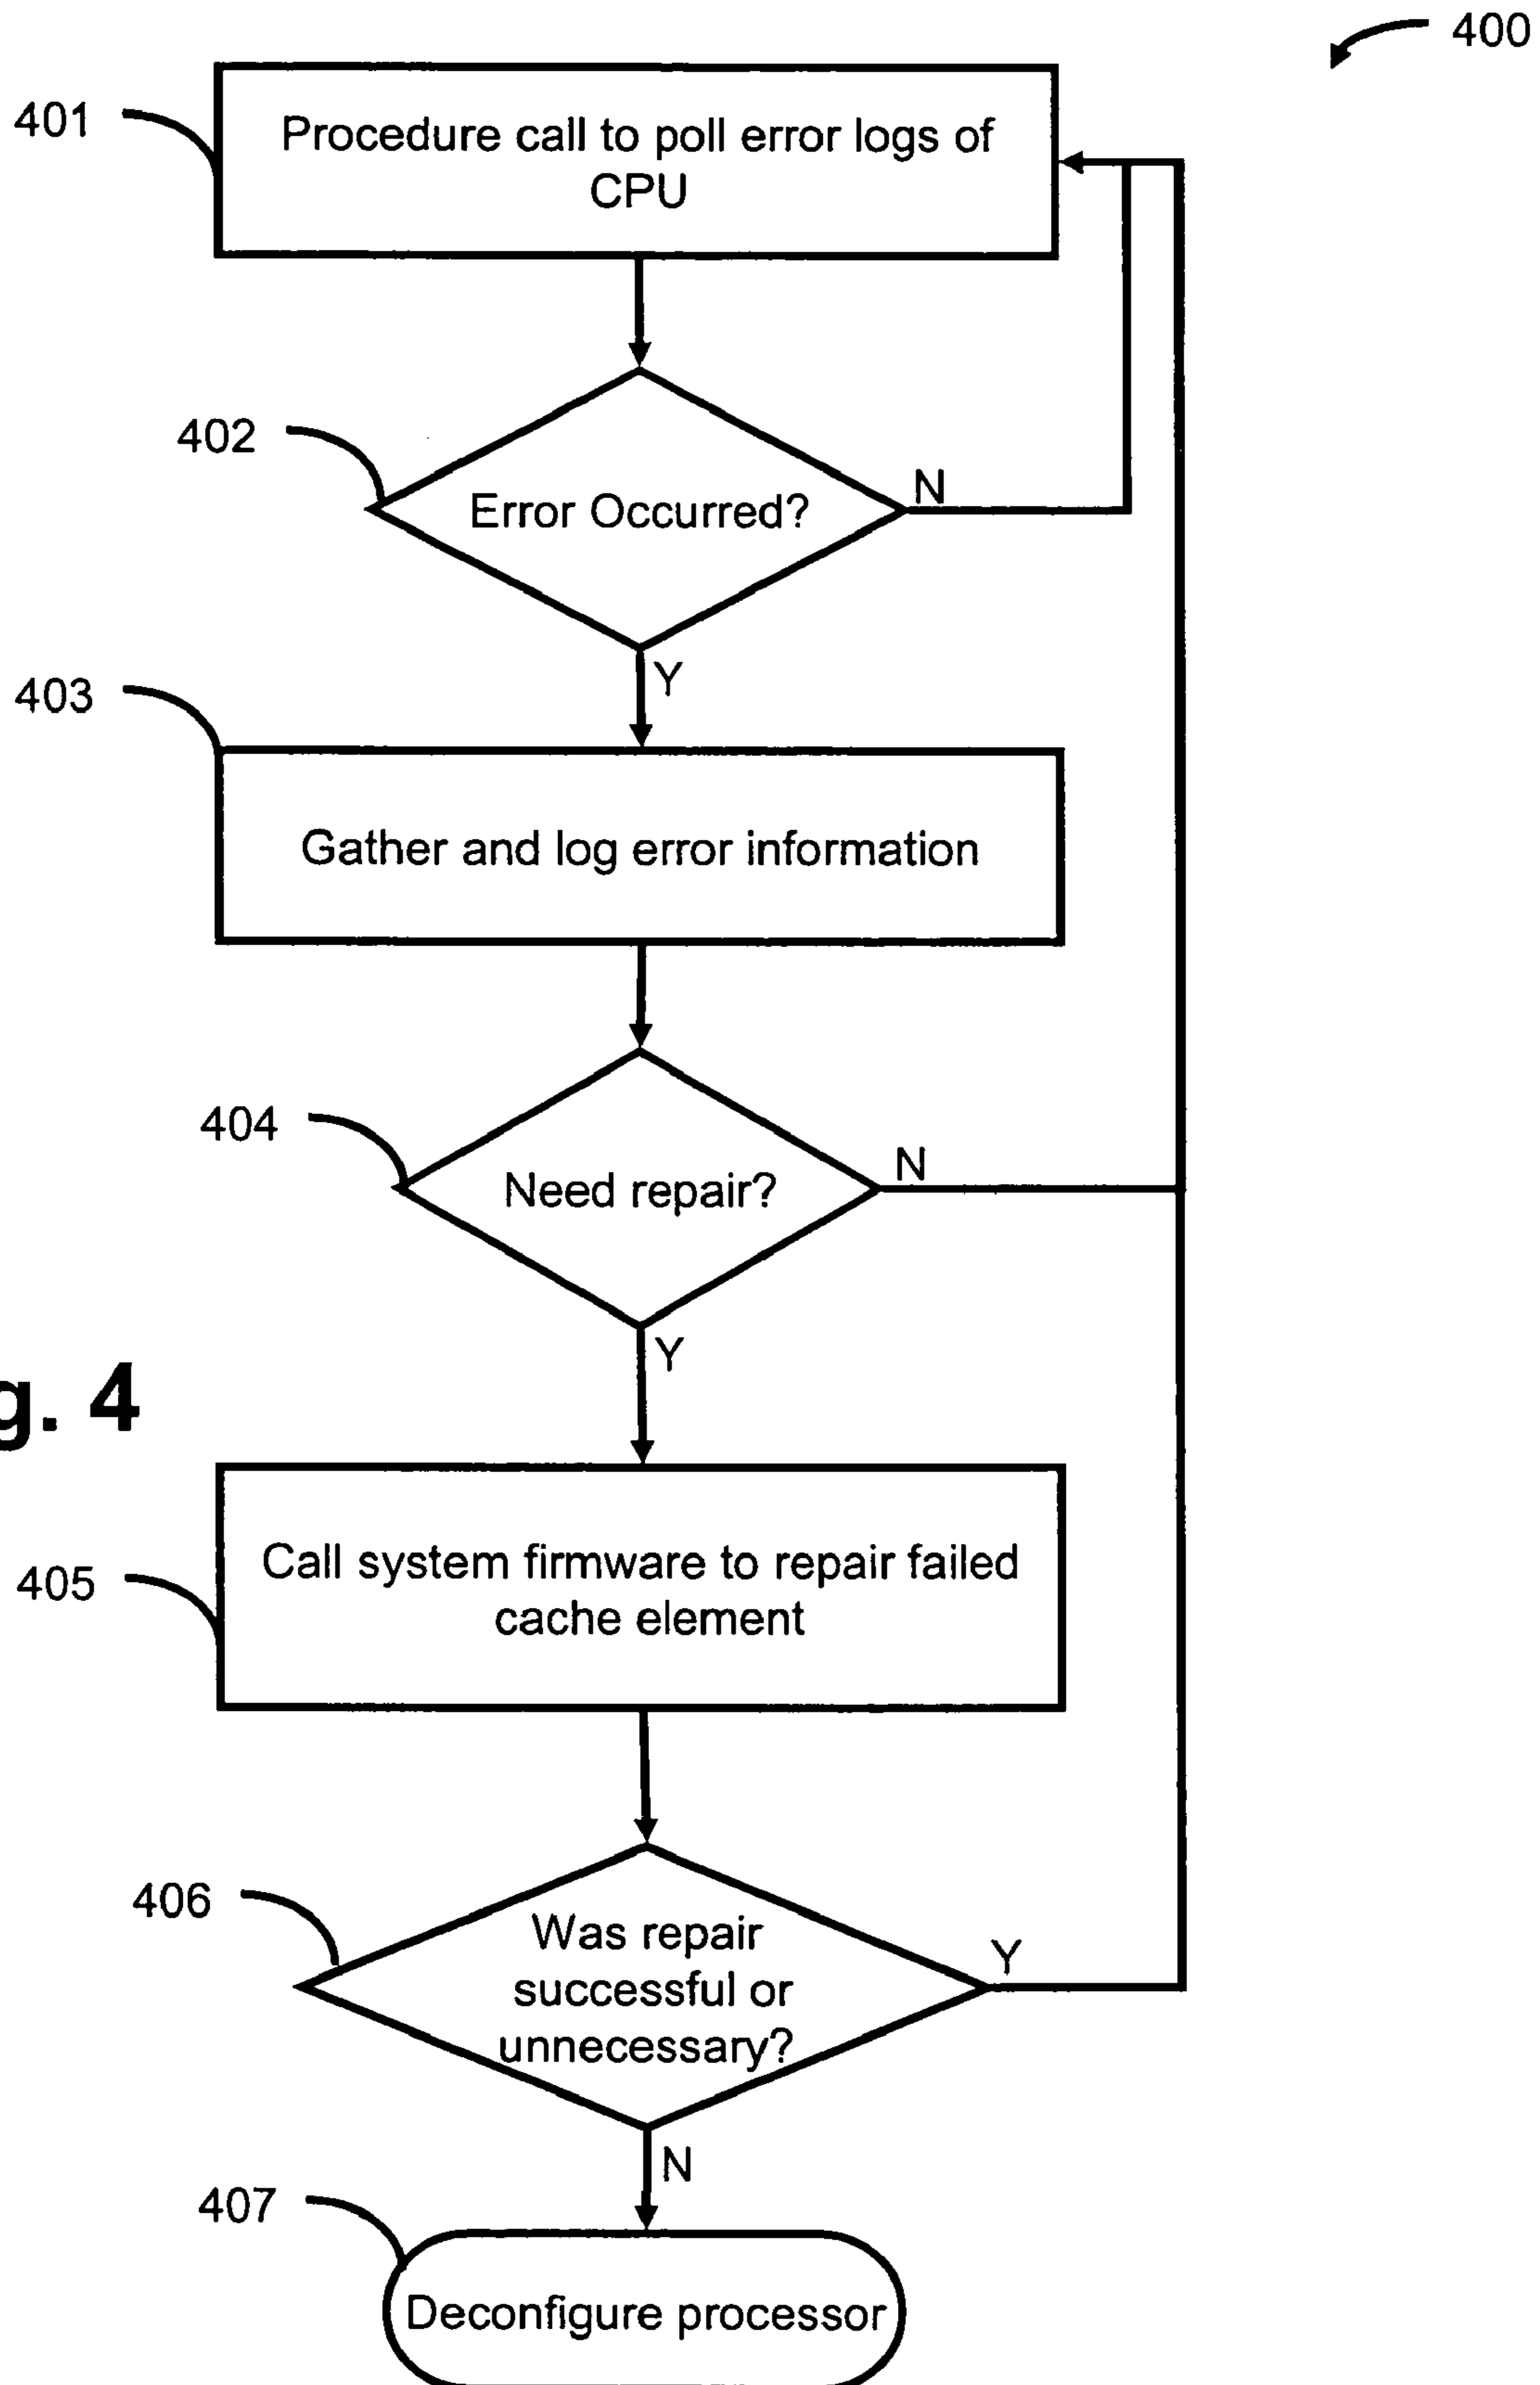 400
401
Procedure call to poll error logs of
CPU
402
Error Occurred?
N
Y
403
Gather and log error information
404
Need repair?
N
Y
g. 4
405
Call system firmware to repair failed
cache element
406
Was repair
successful or
unnecessary?
Y
N
407
Deconfigure processor